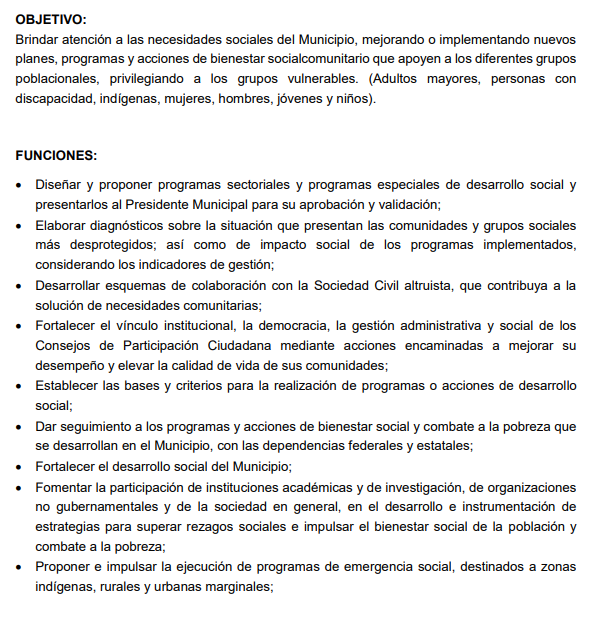 OBJETIVO:
Brindar atención a las necesidades sociales del Municipio, mejorando o implementando nuevos
planes, programas y acciones de bienestar socialcomunitario que apoyen a los diferentes grupos
poblacionales, privilegiando a los grupos vulnerables. (Adultos mayores, personas con
discapacidad, indígenas, mujeres, hombres, jóvenes y niños).
FUNCIONES:
• Diseñar y proponer programas sectoriales y programas especiales de desarrollo social y
presentarlos al Presidente Municipal para su aprobación y validación;
• Elaborar diagnósticos sobre la situación que presentan las comunidades y grupos sociales
más desprotegidos; así como de impacto social de los programas implementados,
considerando los indicadores de gestión;
• Desarrollar esquemas de colaboración con la Sociedad Civil altruista, que contribuya a la
solución de necesidades comunitarias;
• Fortalecer el vínculo institucional, la democracia, la gestión administrativa y social de los
Consejos de Participación Ciudadana mediante acciones encaminadas a mejorar su
desempeño y elevar la calidad de vida de sus comunidades;
• Establecer las bases y criterios para la realización de programas o acciones de desarrollo
social;
• Dar seguimiento a los programas y acciones de bienestar social y combate a la pobreza que
se desarrollan en el Municipio, con las dependencias federales y estatales;
• Fortalecer el desarrollo social del Municipio;
• Fomentar la participación de instituciones académicas y de investigación, de organizaciones
no gubernamentales y de la sociedad en general, en el desarrollo e instrumentación de
estrategias para superar rezagos sociales e impulsar el bienestar social de la población y
combate a la pobreza;
• Proponer e impulsar la ejecución de programas de emergencia social, destinados a zonas
indígenas, rurales y urbanas marginales;